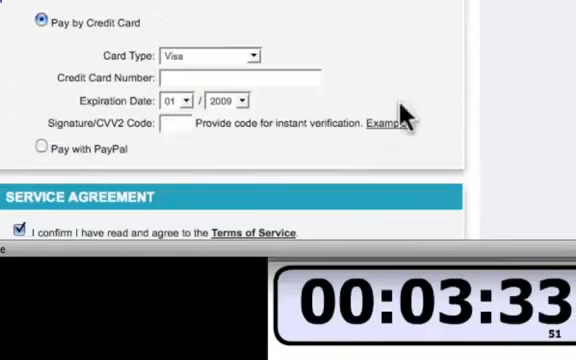 Pay by Credit Card
Card Type: Visa
Credit Card Number:
Expiration Date: 01 / 2009
Signature/CVV2 Code: Provide code for instant verification.
Pay with PayPal
SERVICE AGREEMENT
I confirm I have read and agree to the Terms of Service.
e.
00:03:33
51